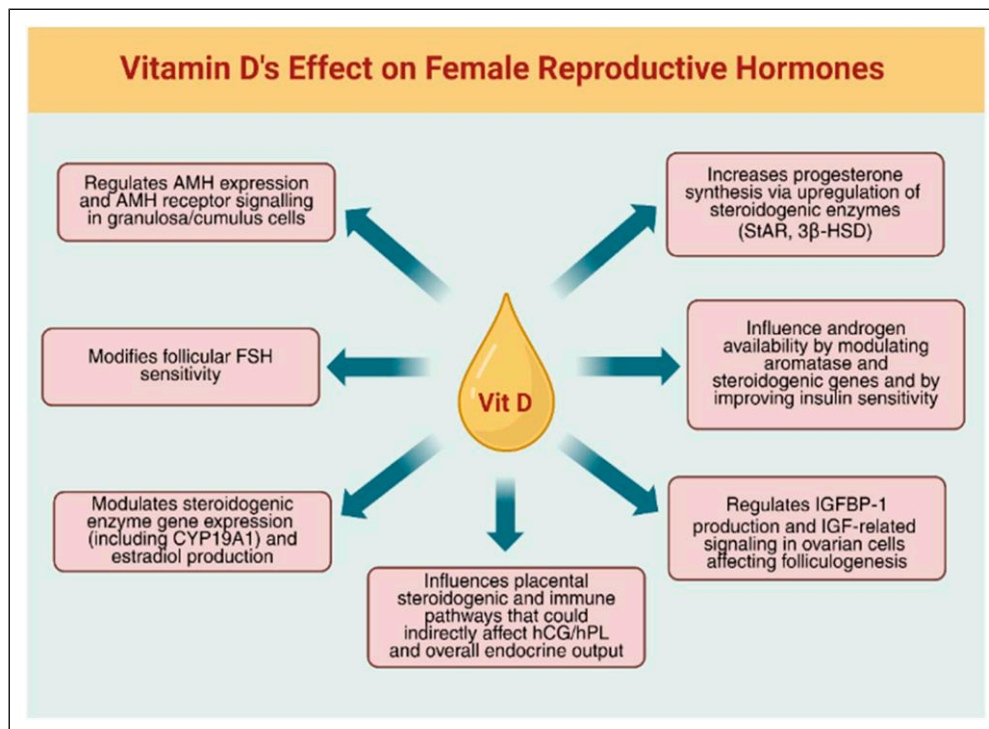 Vitamin D's Effect on Female Reproductive Hormones
Regulates AMH expression
and AMH receptor signalling
in granulosa/cumulus cells
Increases progesterone
synthesis via upregulation of
steroidogenic enzymes
(StAR, 3β-HSD)
Modifies follicular FSH
sensitivity
Vit D
Influence androgen
availability by modulating
aromatase and
steroidogenic genes and by
improving insulin sensitivity
Modulates steroidogenic
enzyme gene expression
(including CYP19A1) and
estradiol production
Regulates IGFBP-1
production and IGF-related
signaling in ovarian cells
affecting folliculogenesis
Influences placental
steroidogenic and immune
pathways that could
indirectly affect hCG/hPL
and overall endocrine output